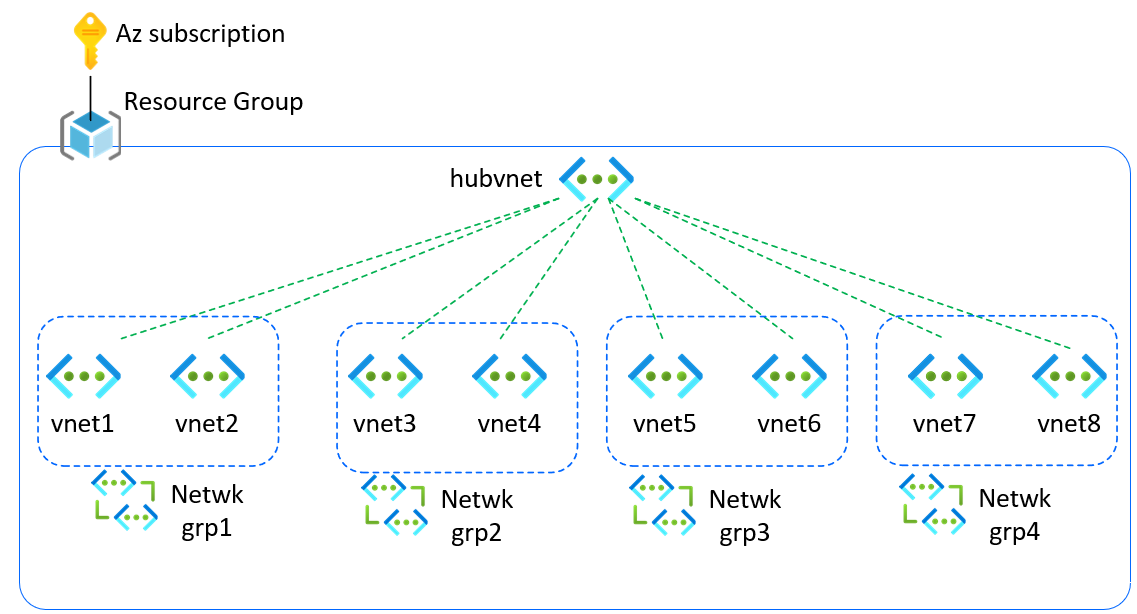 Az subscription
Resource Group
hubvnet
vnet1
vnet2
vnet3
vnet4
vnet5
vnet6
vnet7
vnet8
Netwk
grp1
Netwk
grp2
Netwk
grp3
Netwk
grp4